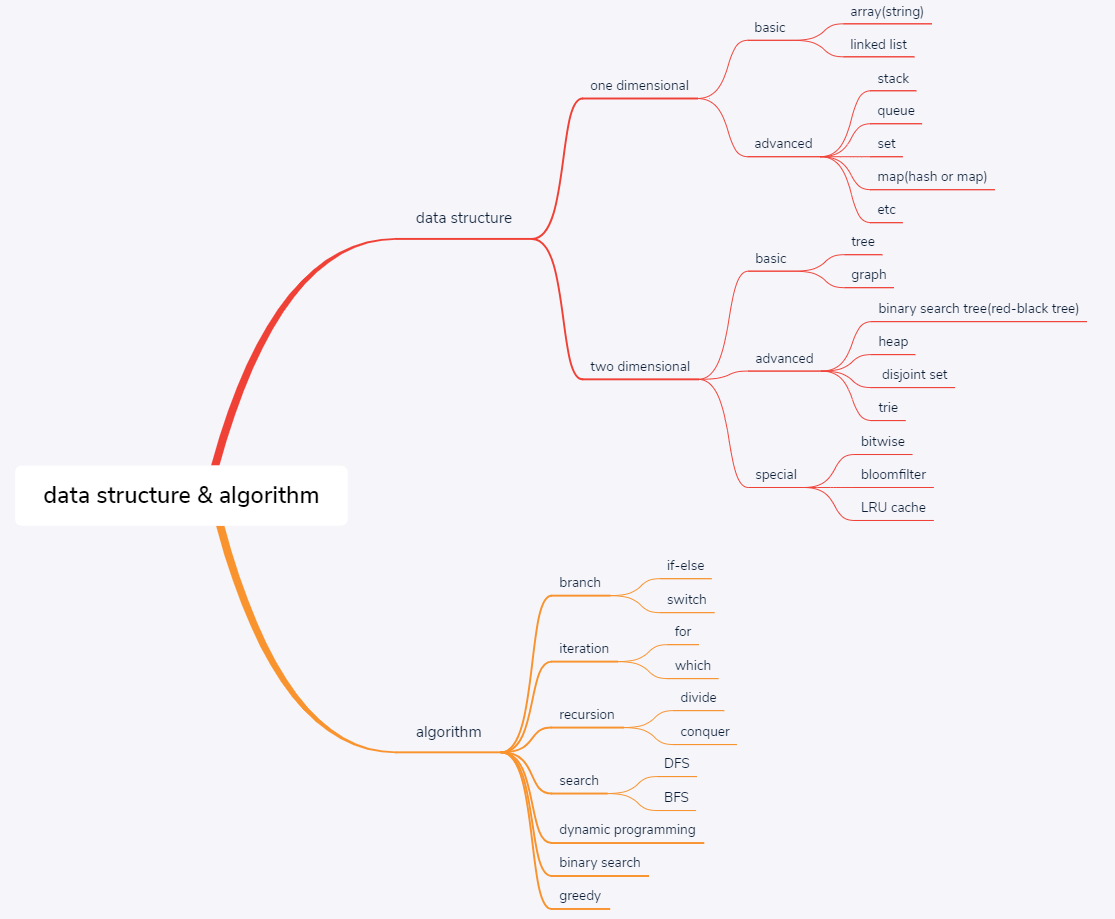 data structure & algorithm
data structure
one dimensional
basic
array(string)
linked list
advanced
stack
queue
set
map(hash or map)
etc
two dimensional
basic
tree
graph
advanced
binary search tree(red-black tree)
heap
disjoint set
trie
special
bitwise
bloomfilter
LRU cache
algorithm
branch
if-else
switch
iteration
for
which
recursion
divide
conquer
search
DFS
BFS
dynamic programming
binary search
greedy